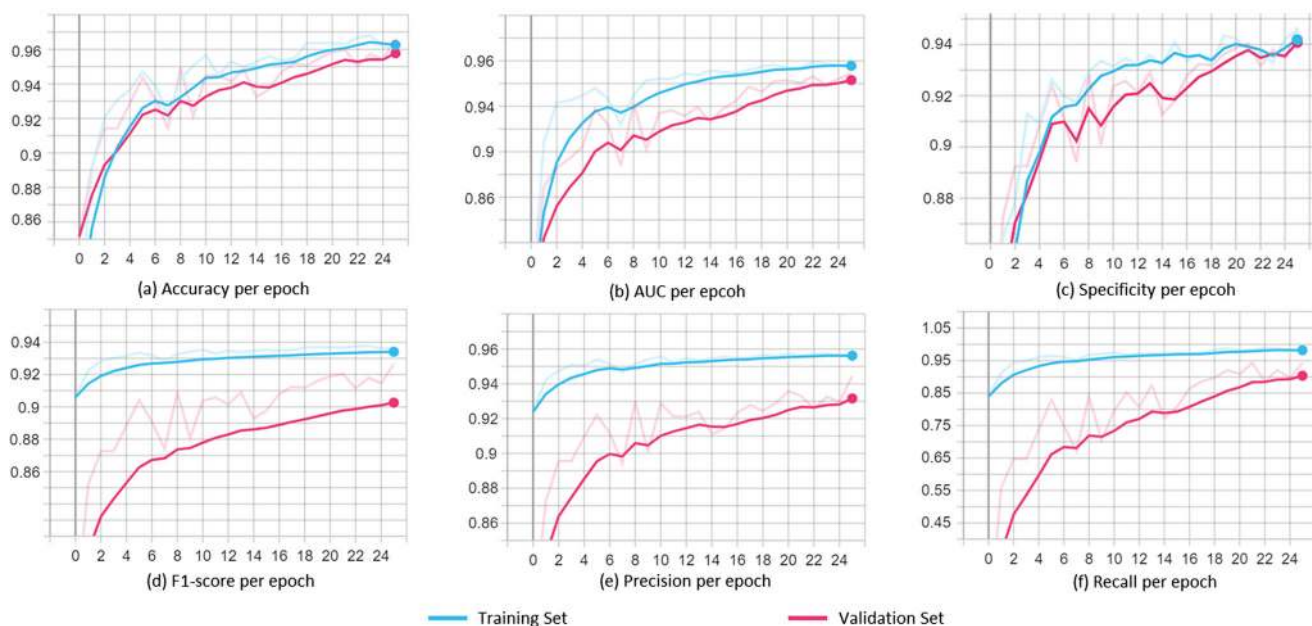 0.96
0.94
0.92
0.9
0.88
0.86
0 2 4 6 8 10 12 14 16 18 20 22 24
(a) Accuracy per epoch
0.96
0.94
0.9
0.86
0 2 4 6 8 10 12 14 16 18 20 22 24
(b) AUC per epcoh
0.94
0.92
0.9
0.88
0 2 4 6 8 10 12 14 16 18 20 22 24
(c) Specificity per epcoh
0.94
0.92
0.9
0.88
0.86
0 2 4 6 8 10 12 14 16 18 20 22 24
(d) F1-score per epoch
0.96
0.94
0.92
0.9
0.88
0.86
0 2 4 6 8 10 12 14 16 18 20 22 24
(e) Precision per epoch
1.05
0.95
0.85
0.75
0.65
0.55
0.45
0 2 4 6 8 10 12 14 16 18 20 22 24
(f) Recall per epoch
Training Set
Validation Set